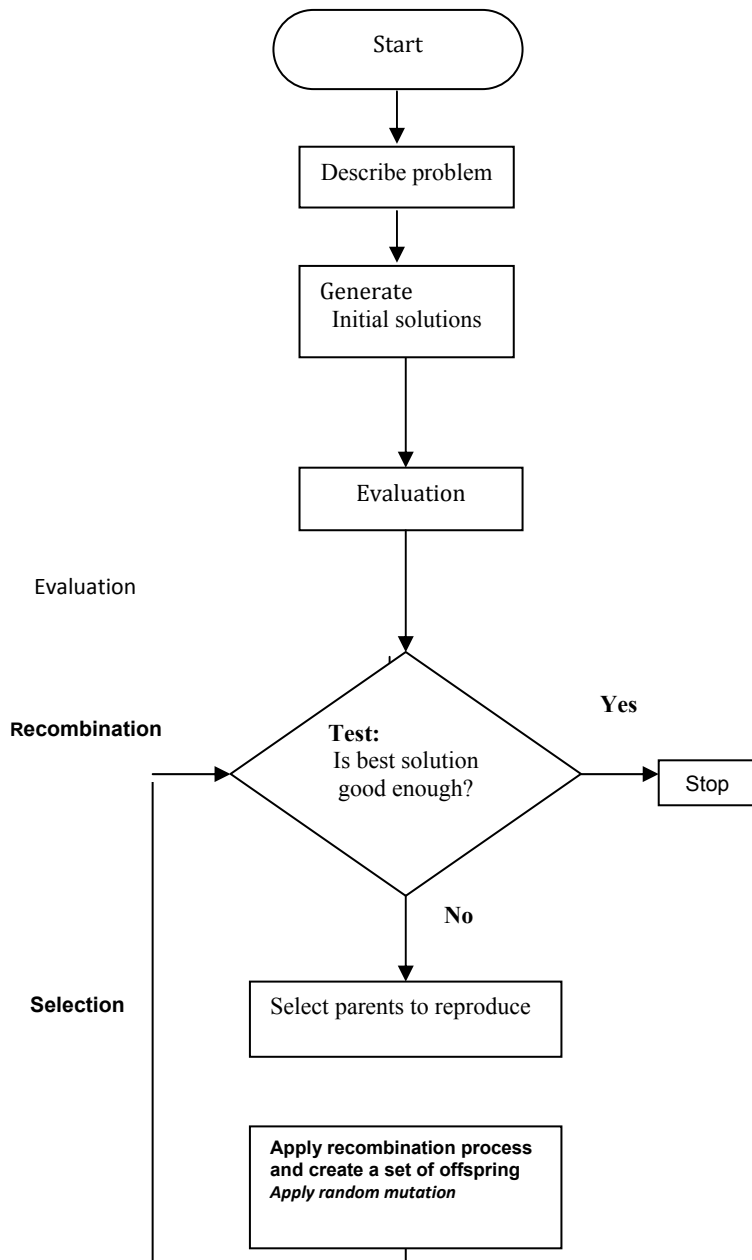 Start
Describe problem
Generate
Initial solutions
Evaluation
Evaluation
Recombination
Yes
Test:
Is best solution
good enough?
Stop
No
Selection
Select parents to reproduce
Apply recombination process
and create a set of offspring
Apply random mutation